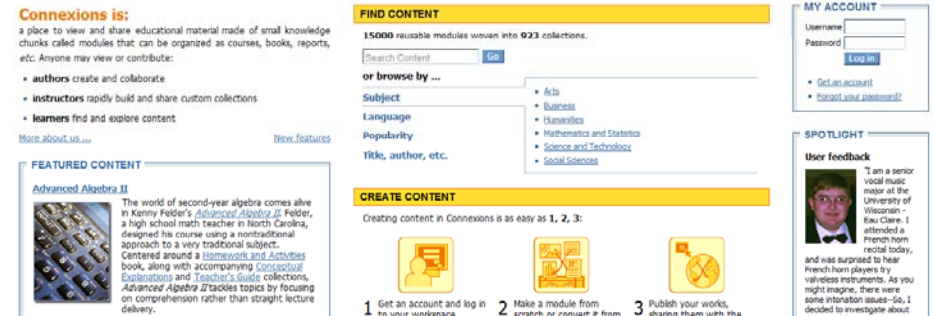 Connexions is:
a place to view and share educational material made of small knowledge
chunks called modules that can be organized as courses, books, reports,
etc. Anyone may view or contribute:
authors create and collaborate
instructors rapidly build and share custom collections
learners find and explore content
More about us ...
New features
FEATURED CONTENT
Advanced Algebra II
The world of second-year algebra comes alive
in Kenny Felder's Advanced Algebra II. Felder,
a high school math teacher in North Carolina,
designed his course using a nontraditional
approach to a very traditional subject.
Centered around a Homework and Activities
book, along with accompanying Conceptual
Explanations and Teacher's Guide collections,
Advanced Algebra II tackles topics by focusing
on comprehension rather than straight lecture
delivery.
FIND CONTENT
15000 reusable modules woven into 923 collections.
Search Content
Go
or browse by ...
Subject
Language
Popularity
Title, author, etc.
Arts
Business
Humanities
Mathematics and Statistics
Science and Technology
Social Sciences
CREATE CONTENT
Creating content in Connexions is as easy as 1, 2, 3:
1 Get an account and log in
to your workspace
2 Make a module from
scratch or convert it from
3 Publish your works,
sharing them with the
MY ACCOUNT
Username
Password
Log in
Get an account
Forgot your password?
SPOTLIGHT
User feedback
"I am a senior
vocal music
major at the
University of
Wisconsin -
Eau Claire. I
attended a
French horn
recital today,
and was surprised to hear
French horn players try
valveless instruments. As you
might imagine, there were
some intonation issues--So, I
decided to investigate about